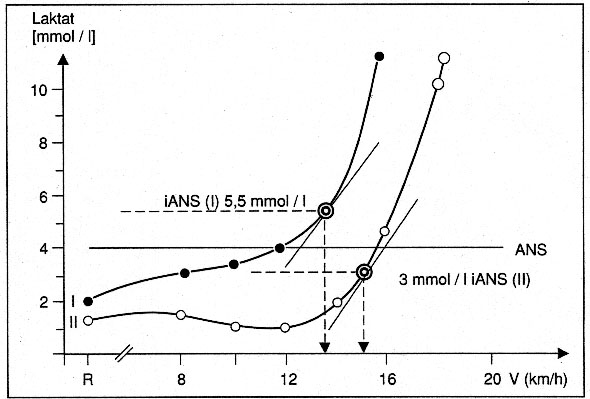 Laktat
[mmol / l]
10
8
iANS (I) 5,5 mmol / l
6
4
ANS
3 mmol / l iANS (II)
I
2
II
R 8 12 16 20 V (km/h)